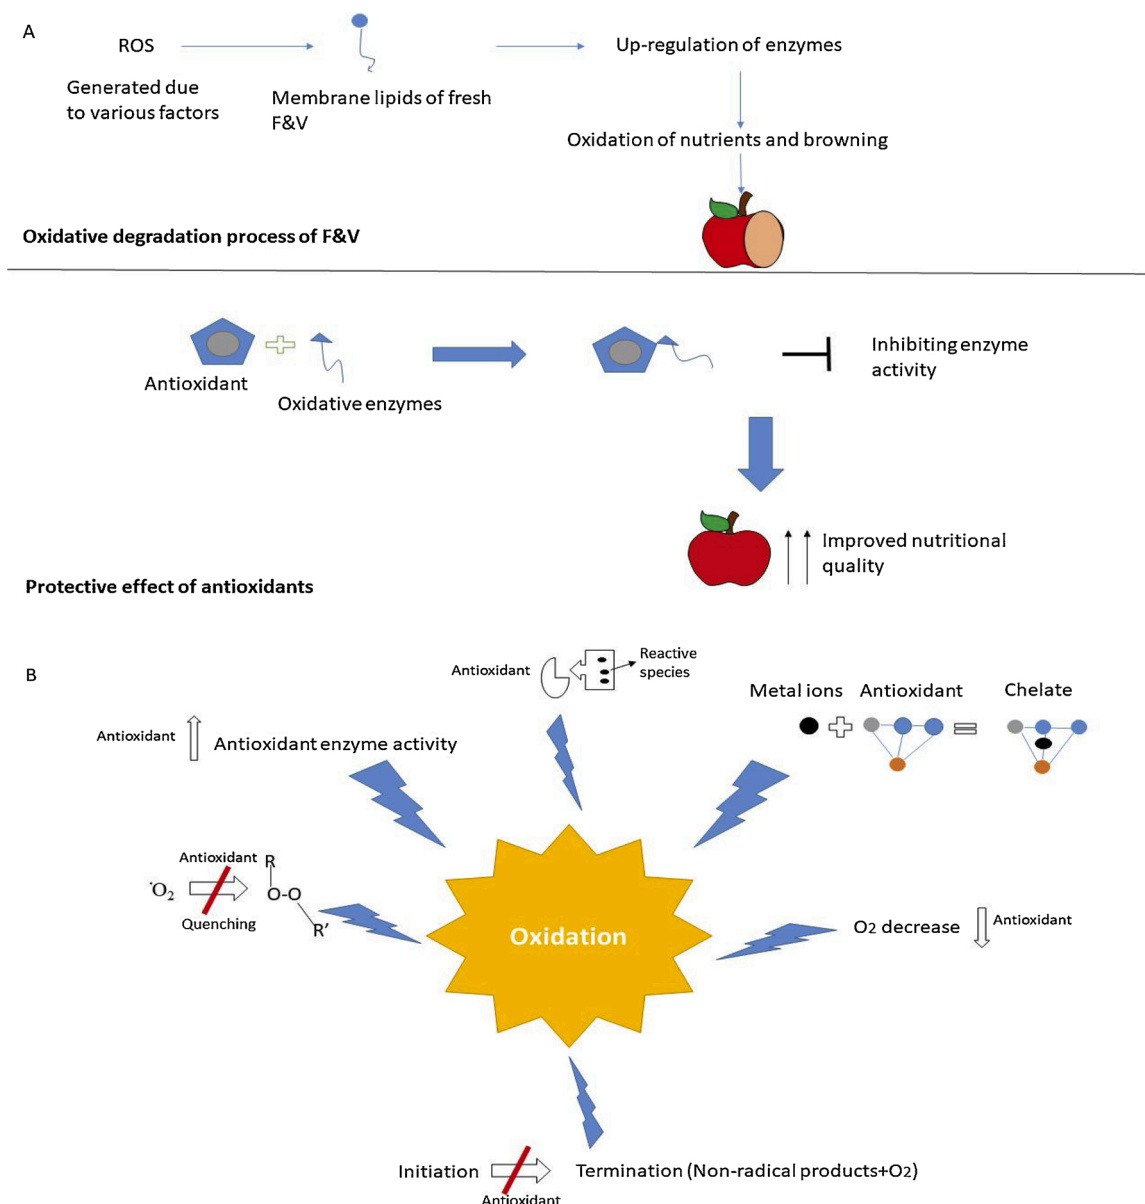 A
ROS
Generated due
to various factors
Membrane lipids of fresh
F&V
Up-regulation of enzymes
Oxidation of nutrients and browning
Oxidative degradation process of F&V
Antioxidant
Oxidative enzymes
Inhibiting enzyme
activity
Improved nutritional
quality
Protective effect of antioxidants
B
Antioxidant
Reactive
species
Metal ions
Antioxidant
Chelate
Antioxidant
Antioxidant enzyme activity
Antioxidant
Quenching
·O2
R
O-O
R'
Oxidation
O2 decrease
Antioxidant
Initiation
Antioxidant
Termination (Non-radical products+O2)